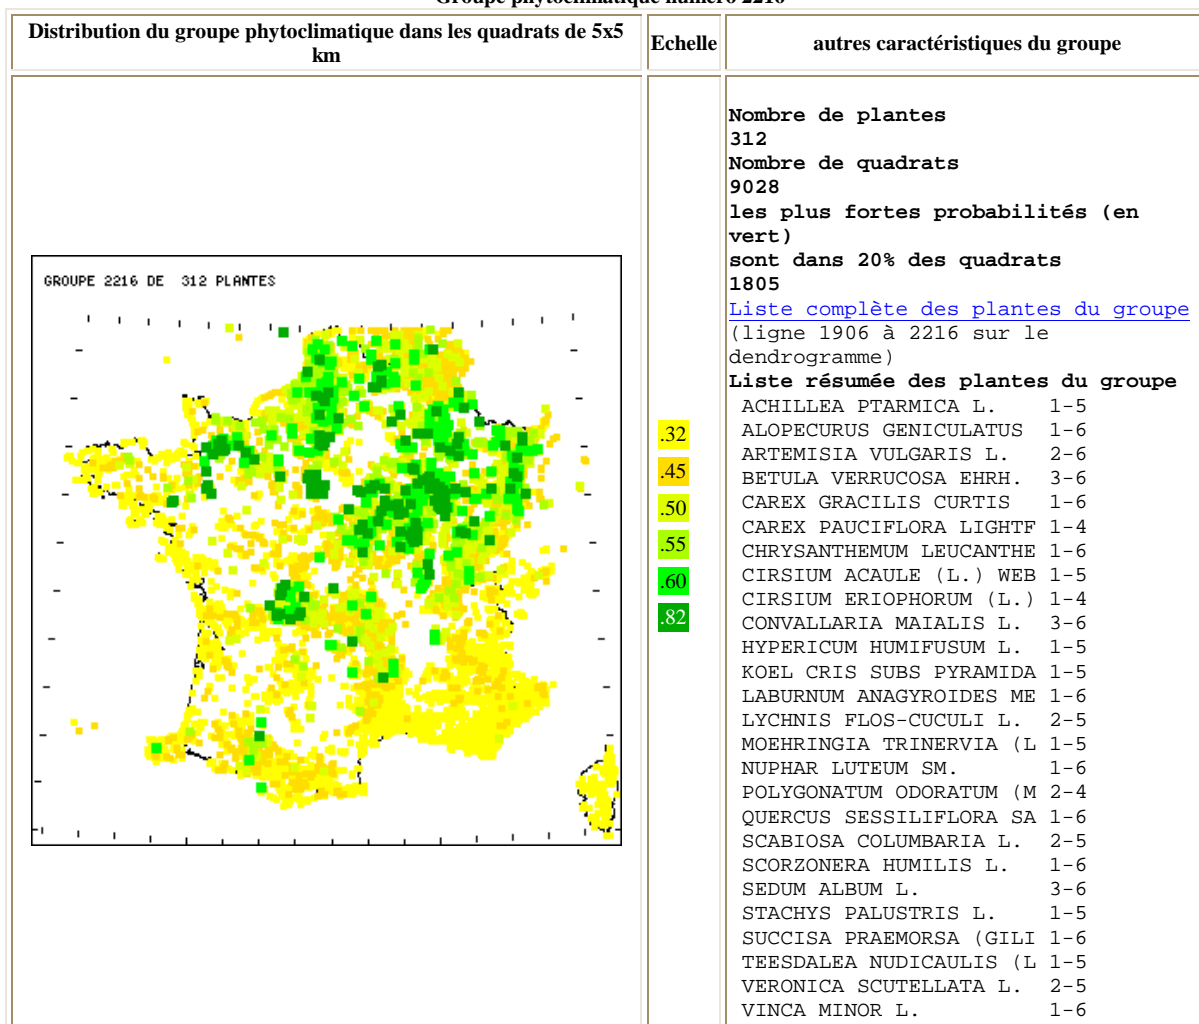 Groupe phytoclimatique numéro 2216
Distribution du groupe phytoclimatique dans les quadrats de 5x5
km
Echelle
autres caractéristiques du groupe
GROUPE 2216 DE 312 PLANTES
.32
.45
.50
.55
.60
.82
Nombre de plantes
312
Nombre de quadrats
9028
les plus fortes probabilités (en
vert)
sont dans 20% des quadrats
1805
Liste complète des plantes du groupe
(ligne 1906 à 2216 sur le
dendrogramme)
Liste résumée des plantes du groupe
ACHILLEA PTARMICA L. 1-5
ALOPECURUS GENICULATUS 1-6
ARTEMISIA VULGARIS L. 2-6
BETULA VERRUCOSA EHRH. 3-6
CAREX GRACILIS CURTIS 1-6
CAREX PAUCIFLORA LIGHTF 1-4
CHRYSANTHEMUM LEUCANTHE 1-6
CIRSIUM ACAULE (L.) WEB 1-5
CIRSIUM ERIOPHORUM (L.) 1-4
CONVALLARIA MAIALIS L. 3-6
HYPERICUM HUMIFUSUM L. 1-5
KOEL CRIS SUBS PYRAMIDA 1-5
LABURNUM ANAGYROIDES ME 1-6
LYCHNIS FLOS-CUCULI L. 2-5
MOEHRINGIA TRINERVIA (L 1-5
NUPHAR LUTEUM SM. 1-6
POLYGONATUM ODORATUM (M 2-4
QUERCUS SESSILIFLORA SA 1-6
SCABIOSA COLUMBARIA L. 2-5
SCORZONERA HUMILIS L. 1-6
SEDUM ALBUM L. 3-6
STACHYS PALUSTRIS L. 1-5
SUCCISA PRAEMORSA (GILI 1-6
TEESDALEA NUDICAULIS (L 1-5
VERONICA SCUTELLATA L. 2-5
VINCA MINOR L. 1-6